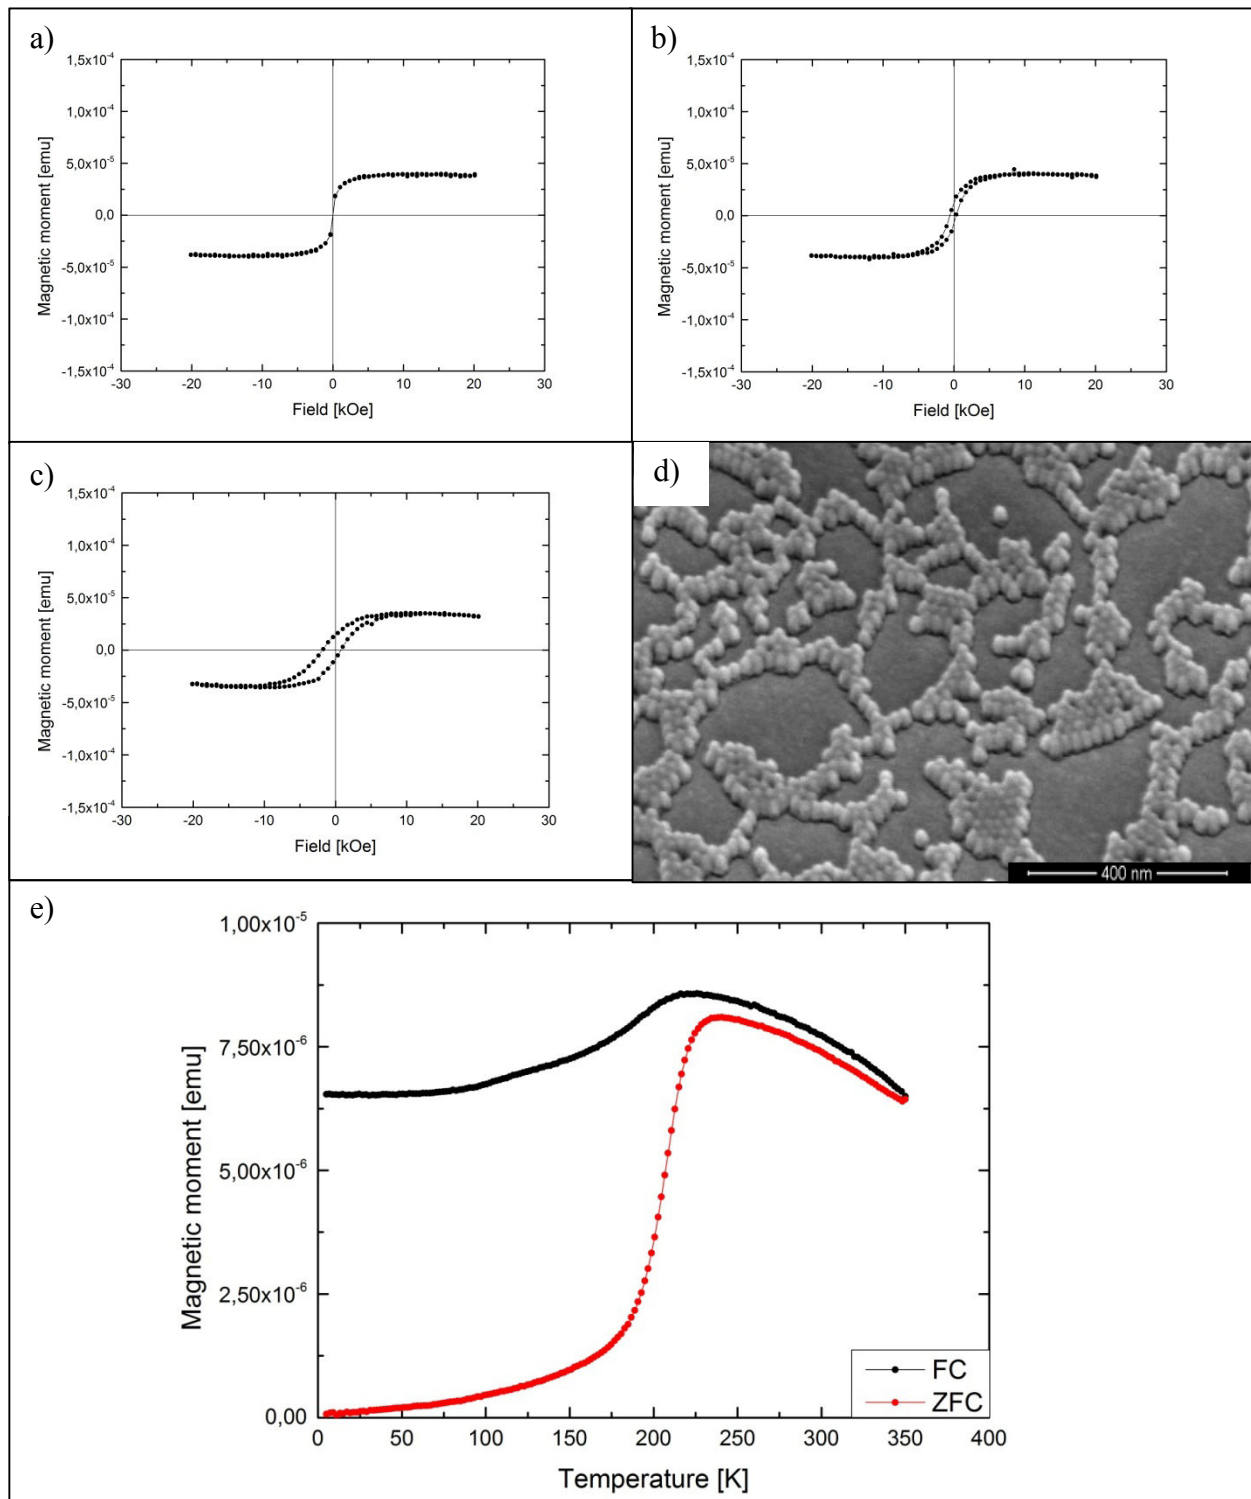 a)
1,5x10⁻⁴
1,0x10⁻⁴
5,0x10⁻⁵
0,0
-5,0x10⁻⁵
-1,0x10⁻⁴
-1,5x10⁻⁴
Magnetic moment [emu]
-30 -20 -10 0 10 20 30
Field [kOe]
b)
1,5x10⁻⁴
1,0x10⁻⁴
5,0x10⁻⁵
0,0
-5,0x10⁻⁵
-1,0x10⁻⁴
-1,5x10⁻⁴
Magnetic moment [emu]
-30 -20 -10 0 10 20 30
Field [kOe]
c)
1,5x10⁻⁴
1,0x10⁻⁴
5,0x10⁻⁵
0,0
-5,0x10⁻⁵
-1,0x10⁻⁴
-1,5x10⁻⁴
Magnetic moment [emu]
-30 -20 -10 0 10 20 30
Field [kOe]
d)
400 nm
e)
1,00x10⁻⁵
7,50x10⁻⁶
5,00x10⁻⁶
2,50x10⁻⁶
0,00
Magnetic moment [emu]
FC
ZFC
0 50 100 150 200 250 300 350 400
Temperature [K]